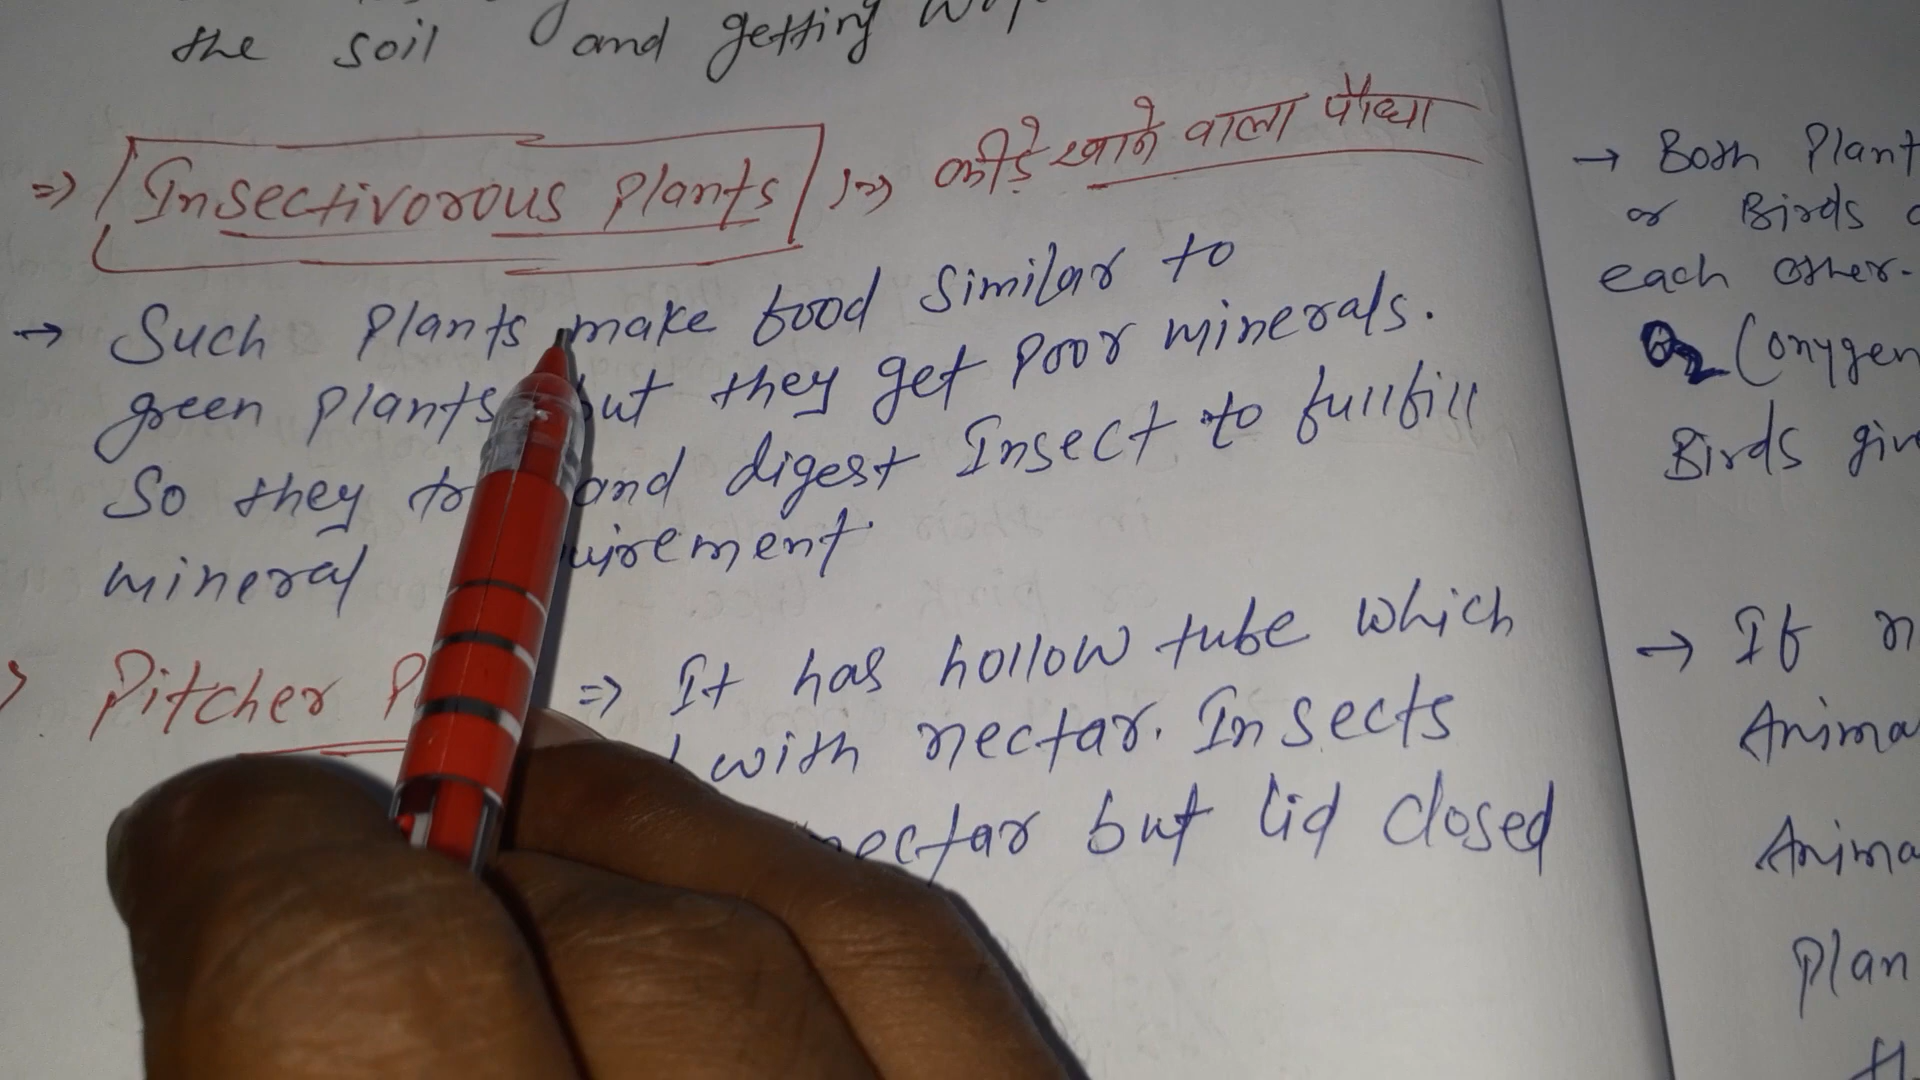 the soil and getting
⇒ Insectivorous Plants ⇒ कीड़े खाने वाला पौधा
→ Such Plants make food Similar to
green plants but they get Poor minerals.
So they and digest Insect to fullfill
mineral
Pitcher ⇒ It has hollow tube which
with nectar. Insects
nectar but lid closed
→ Both Plant
or Birds
each other.
O2 (oxygen
Birds
→ If
Anima
Anima
Plan